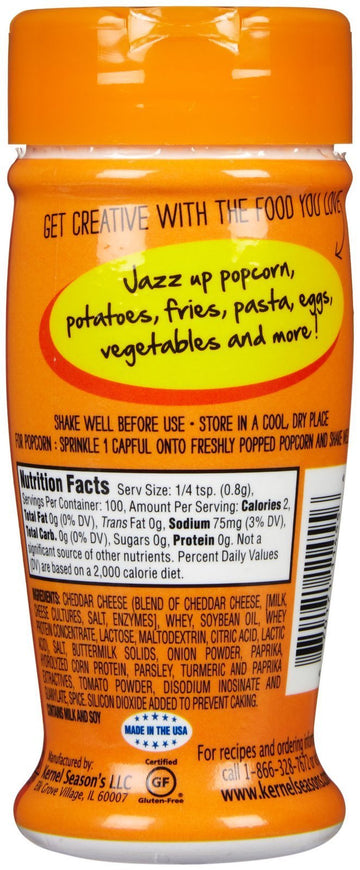 GET CREATIVE WITH THE FOOD YOU LOVE,
Jazz up popcorn,
potatoes, fries, pasta, eggs,
vegetables and more!
SHAKE WELL BEFORE USE • STORE IN A COOL, DRY PLACE
FOR POPCORN: SPRINKLE 1 CAPFUL ONTO FRESHLY POPPED POPCORN AND SHAKE
Nutrition Facts Serv Size: 1/4 tsp. (0.8g),
Servings Per Container: 100, Amount Per Serving: Calories 2,
Total Fat 0g (0% DV), Trans Fat 0g, Sodium 75mg (3% DV),
Total Carb. 0g (0% DV), Sugars 0g, Protein 0g. Not a
significant source of other nutrients. Percent Daily Values
(DV) are based on a 2,000 calorie diet.
INGREDIENTS: CHEDDAR CHEESE (BLEND OF CHEDDAR CHEESE, [MILK,
CHEESE CULTURES, SALT, ENZYMES], WHEY, SOYBEAN OIL, WHEY
PROTEIN CONCENTRATE, LACTOSE, MALTODEXTRIN, CITRIC ACID, LACTIC
ACID, SALT, BUTTERMILK SOLIDS, ONION POWDER, PAPRIKA,
HYDROLYZED CORN PROTEIN, PARSLEY, TURMERIC AND PAPRIKA
EXTRACTIVES, TOMATO POWDER, DISODIUM INOSINATE AND
GUANYLATE, SPICE. SILICON DIOXIDE ADDED TO PREVENT CAKING.
CONTAINS MILK AND SOY
MADE IN THE USA
Manufactured by:
Kernel Season's LLC
Elk Grove Village, IL 60007
Certified
GF
Gluten-Free
For recipes and ordering
call 1-866-328-767
www.kernelseasons